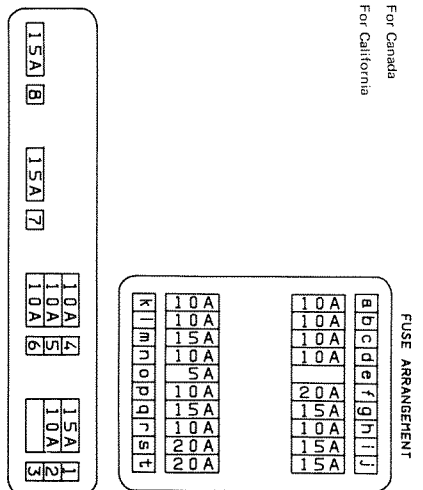 For Canada
For California
FUSE ARRANGEMENT
10A a
10A b
10A c
10A d
e
20A f
15A g
10A h
15A i
15A j
k 10A
l 10A
m 15A
n 10A
o 5A
p 10A
q 15A
r 10A
s 20A
t 20A
15A 8
15A 7
10A 4
10A 5
10A 6
15A 1
10A 2
3